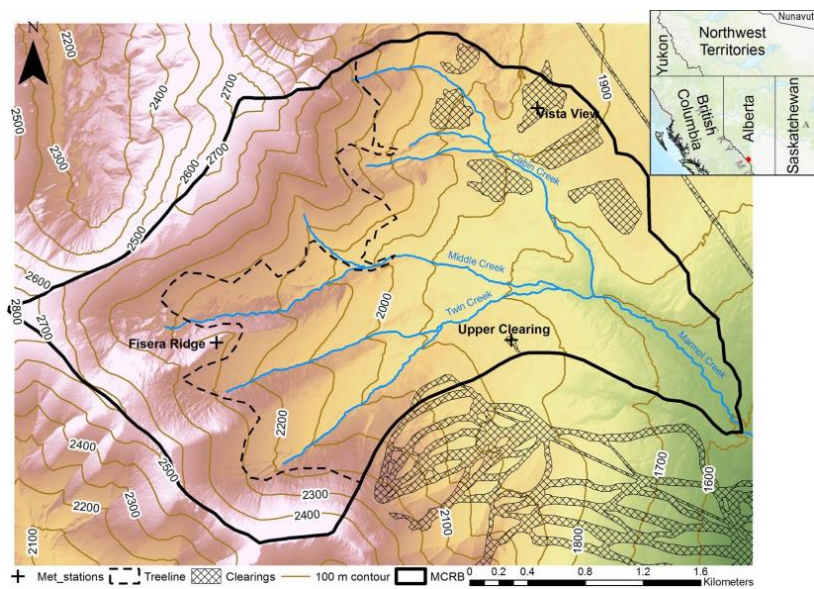 N
2200
2400
2700
2700
2500
2300
2600
2500
2600
2800
2700
2500
2400
2200
2300
2100
1900
Vista View
Cabin Creek
Middle Creek
2000
Twin Creek
Fisera Ridge
Upper Clearing
Marmot Creek
2200
2300
2400
2100
1700
1600
1800
Nunavut
Yukon
Northwest
Territories
British
Columbia
Alberta
Saskatchewan
Met_stations
Treeline
Clearings
100 m contour
MCRB
0 0.2 0.4 0.8 1.2 1.6
Kilometers